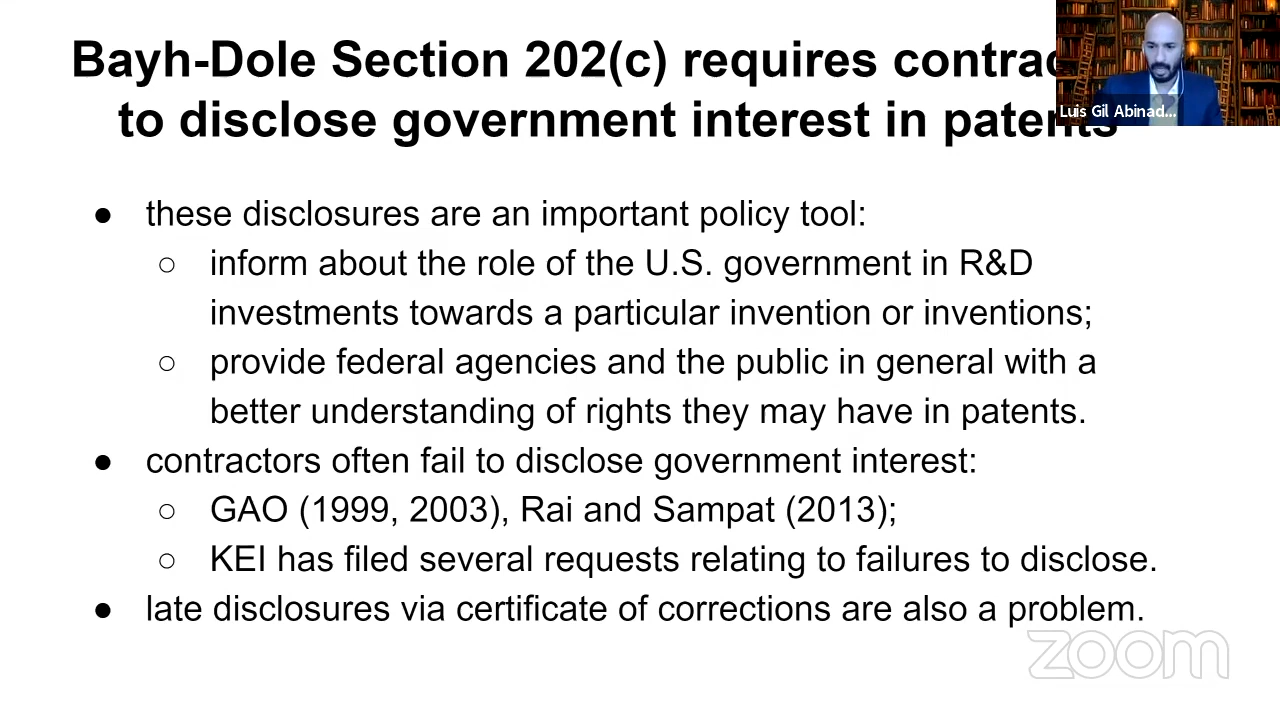 Bayh-Dole Section 202(c) requires contrac
to disclose government interest in patents
Luis Gil Abinad...
● these disclosures are an important policy tool:
○ inform about the role of the U.S. government in R&D
investments towards a particular invention or inventions;
○ provide federal agencies and the public in general with a
better understanding of rights they may have in patents.
● contractors often fail to disclose government interest:
○ GAO (1999, 2003), Rai and Sampat (2013);
○ KEI has filed several requests relating to failures to disclose.
● late disclosures via certificate of corrections are also a problem.
zoom